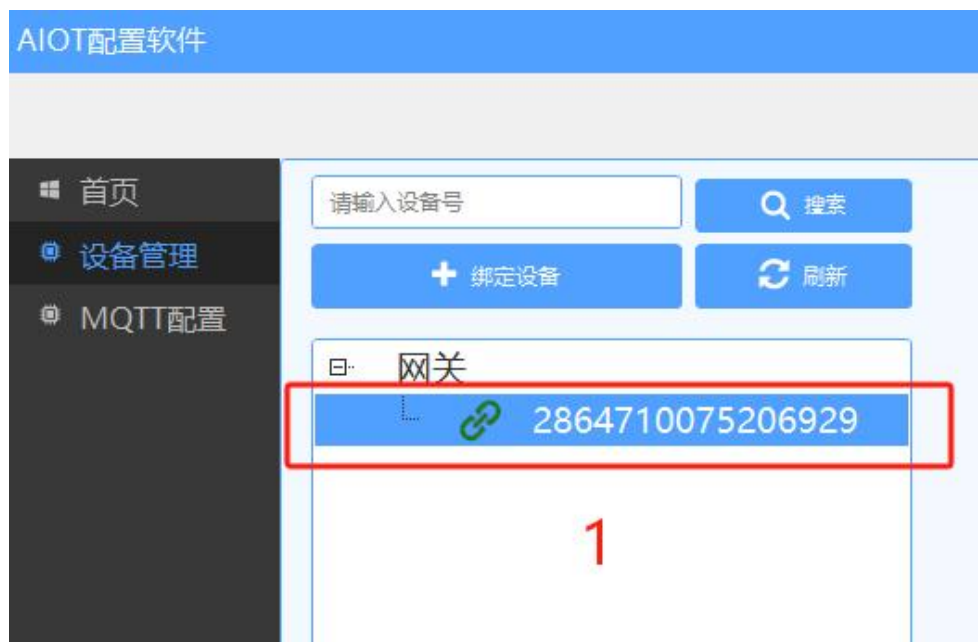 AIOT配置软件
首页
设备管理
MQTT配置
请输入设备号
搜索
绑定设备
刷新
网关
2864710075206929
1